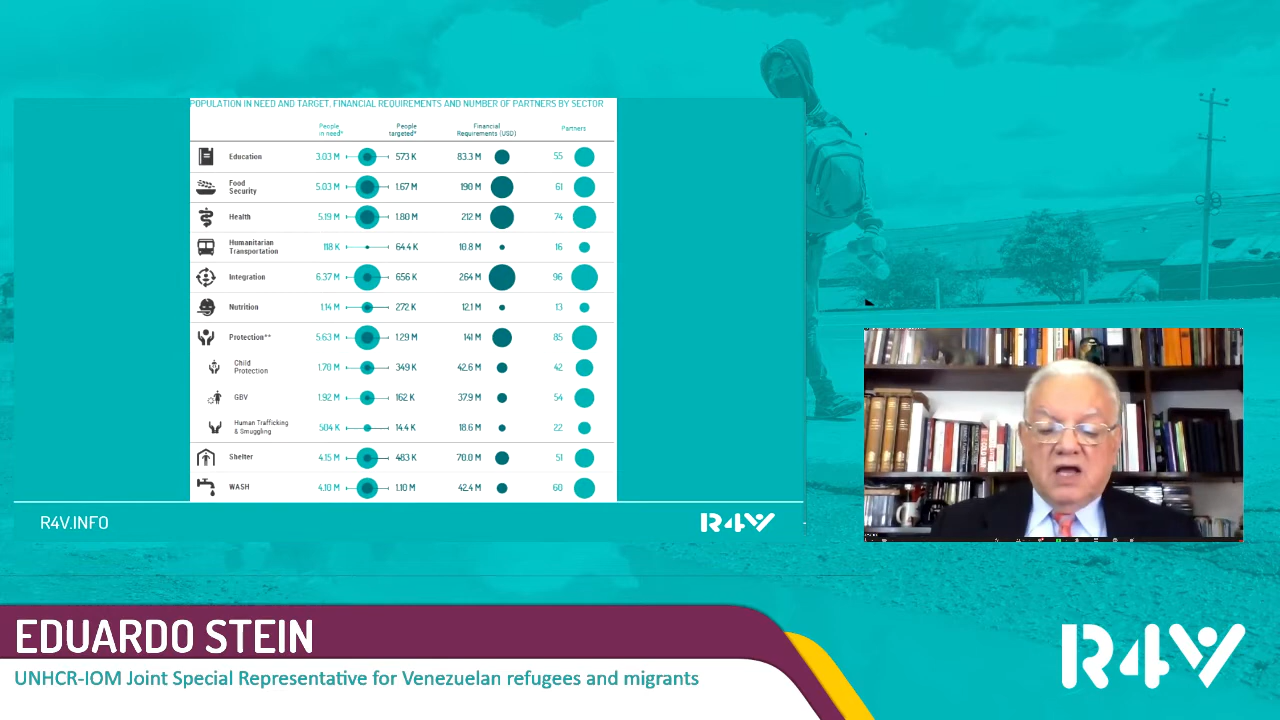 POPULATION IN NEED AND TARGET, FINANCIAL REQUIREMENTS AND NUMBER OF PARTNERS BY SECTOR
People in need* People targeted* Financial Requirements (USD) Partners
Education 3.03 M 573 K 83.3 M 55
Food Security 5.03 M 1.67 M 190 M 61
Health 5.19 M 1.80 M 212 M 74
Humanitarian Transportation 118 K 64.4 K 10.8 M 16
Integration 6.37 M 656 K 264 M 96
Nutrition 1.14 M 272 K 12.1 M 13
Protection** 5.63 M 1.29 M 141 M 85
Child Protection 1.70 M 349 K 42.6 M 42
GBV 1.92 M 162 K 37.9 M 54
Human Trafficking & Smuggling 504 K 14.4 K 18.6 M 22
Shelter 4.15 M 483 K 70.0 M 51
WASH 4.10 M 1.10 M 42.4 M 60
R4V.INFO
R4V
EDUARDO STEIN
UNHCR-IOM Joint Special Representative for Venezuelan refugees and migrants
R4V